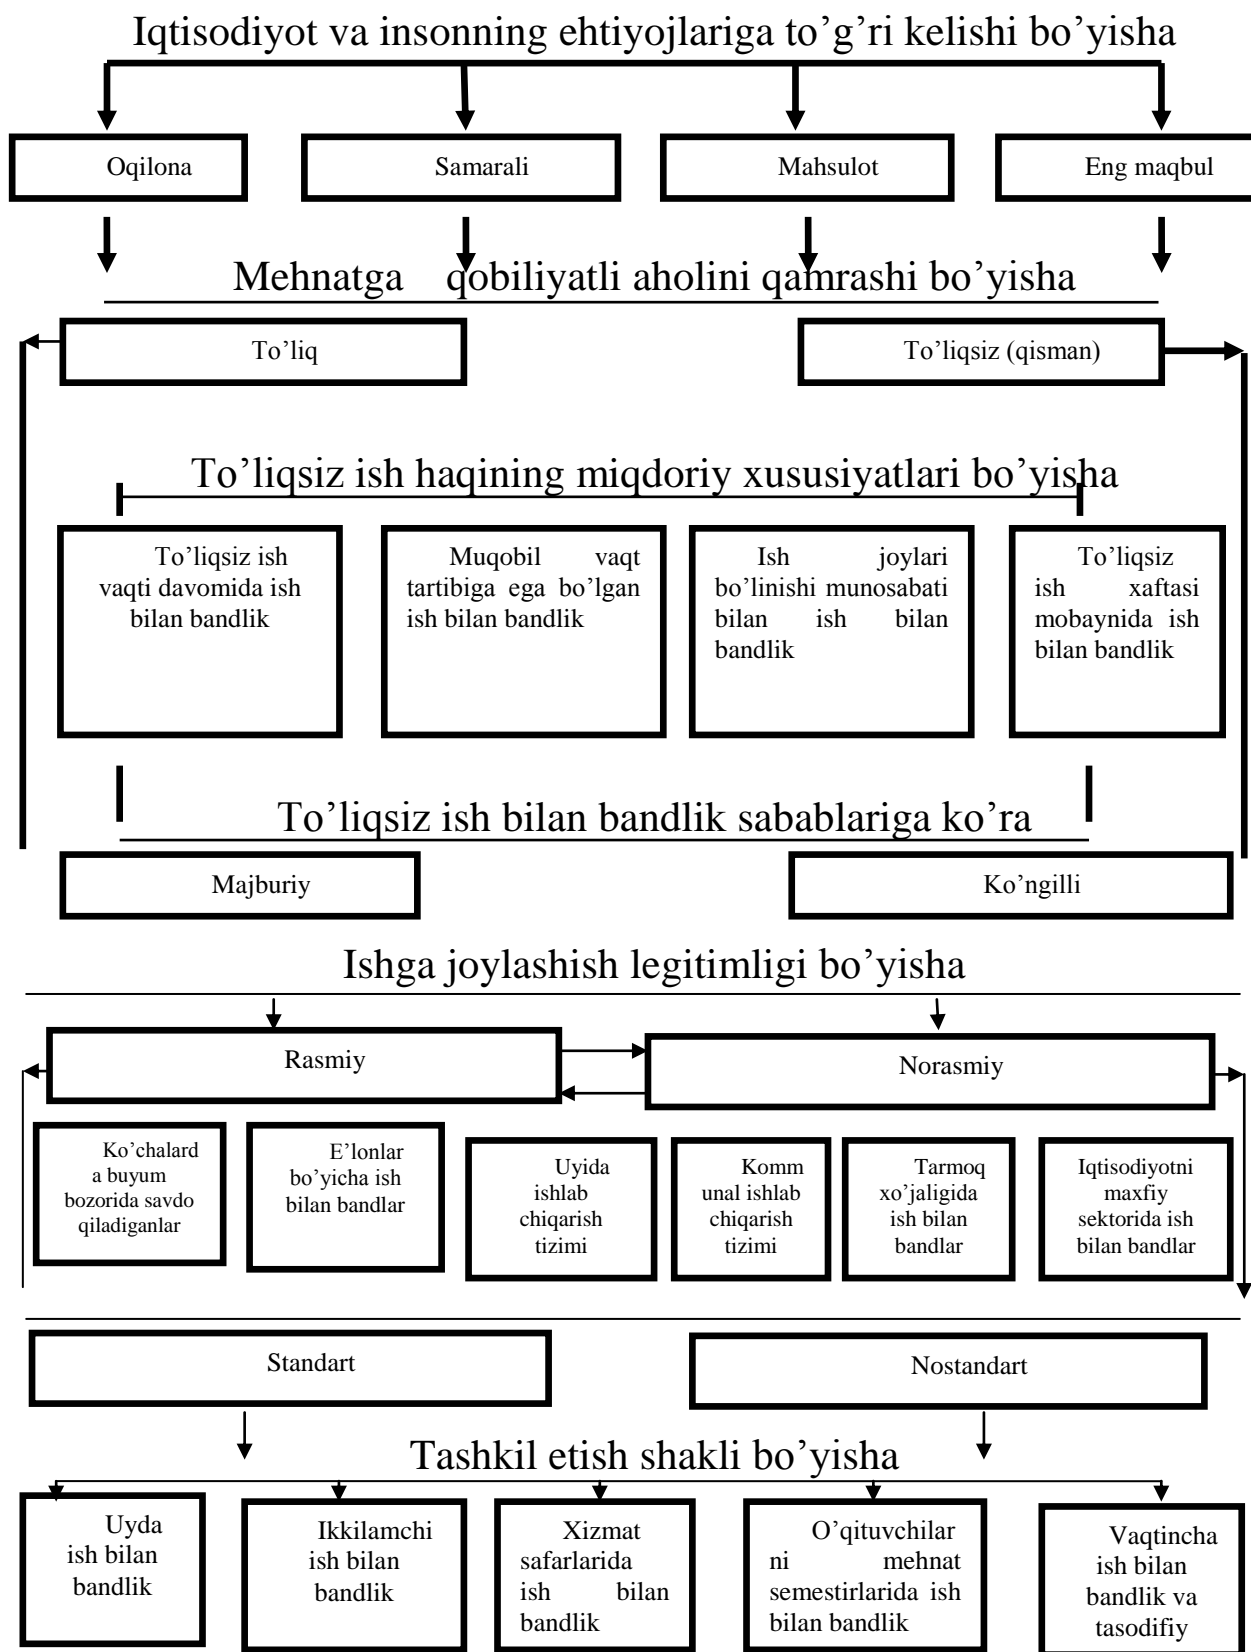 Iqtisodiyot va insonning ehtiyojlariga to’g’ri kelishi bo’yisha
Oqilona
Samarali
Mahsulot
Eng maqbul
Mehnatga qobiliyatli aholini qamrashi bo’yisha
To’liq
To’liqsiz (qisman)
To’liqsiz ish haqining miqdoriy xususiyatlari bo’yisha
To’liqsiz ish
vaqti davomida ish
bilan bandlik
Muqobil vaqt
tartibiga ega bo’lgan
ish bilan bandlik
Ish joylari
bo’linishi munosabati
bilan ish bilan
bandlik
To’liqsiz
ish xaftasi
mobaynida ish
bilan bandlik
To’liqsiz ish bilan bandlik sabablariga ko’ra
Majburiy
Ko’ngilli
Ishga joylashish legitimligi bo’yisha
Rasmiy
Norasmiy
Ko’chalard
a buyum
bozorida savdo
qiladiganlar
E’lonlar
bo’yicha ish
bilan bandlar
Uyida
ishlab
chiqarish
tizimi
Komm
unal ishlab
chiqarish
tizimi
Tarmoq
xo’jaligida
ish bilan
bandlar
Iqtisodiyotni
maxfiy
sektorida ish
bilan bandlar
Standart
Nostandart
Tashkil etish shakli bo’yisha
Uyda
ish bilan
bandlik
Ikkilamchi
ish bilan
bandlik
Xizmat
safarlarida
ish bilan
bandlik
O’qituvchilar
ni mehnat
semestirlarida ish
bilan bandlik
Vaqtincha
ish bilan
bandlik va
tasodifiy